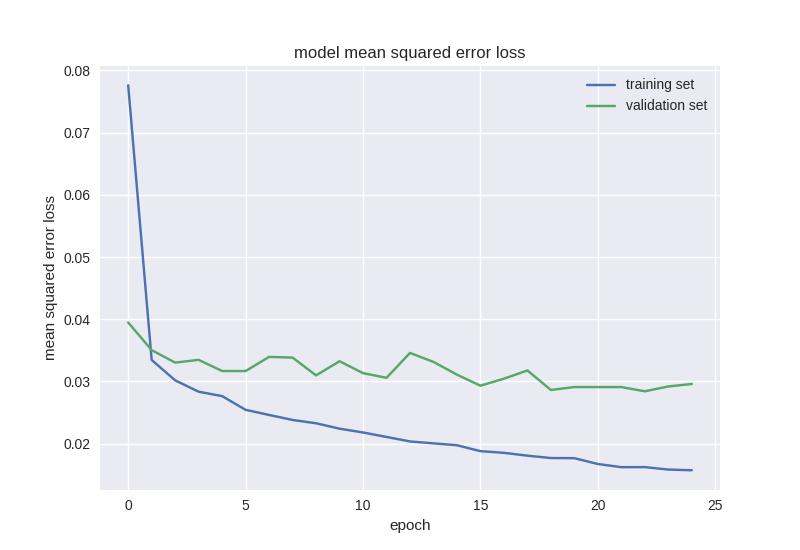 model mean squared error loss
training set
validation set
0.08
0.07
0.06
0.05
0.04
0.03
0.02
mean squared error loss
0 5 10 15 20 25
epoch